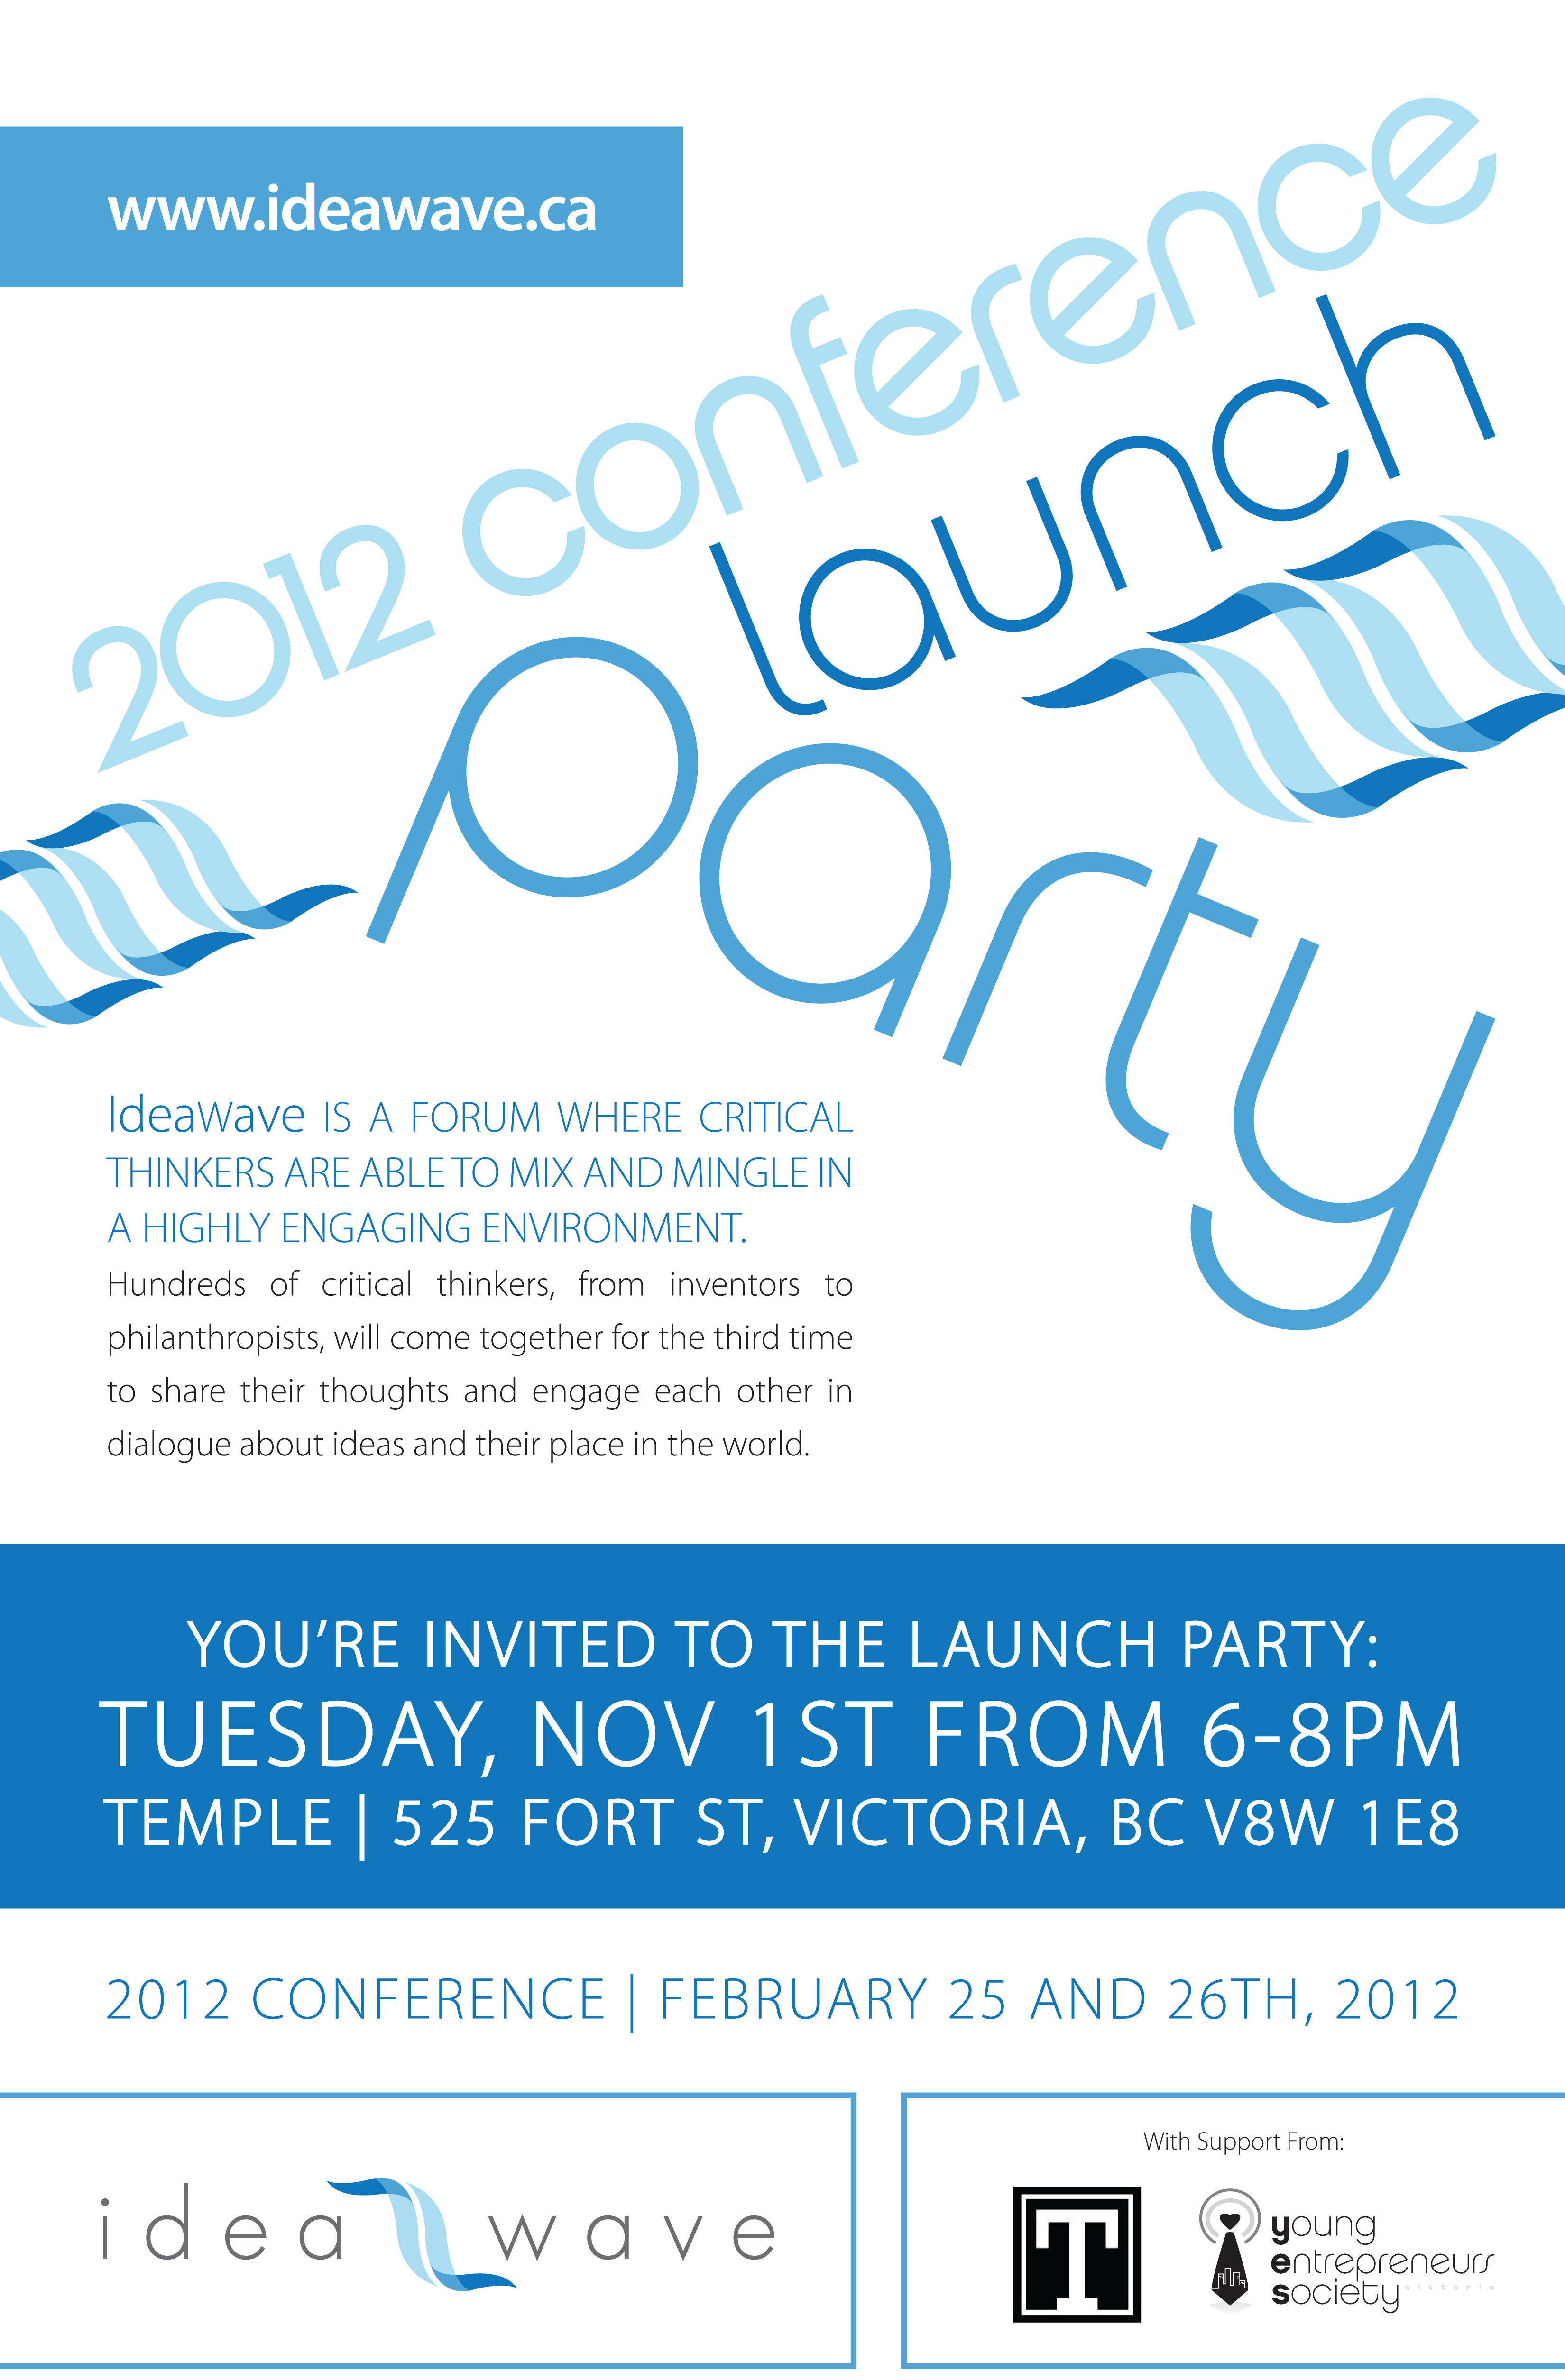 www.ideawave.ca
2012 conference
launch
party
IdeaWave IS A FORUM WHERE CRITICAL
THINKERS ARE ABLE TO MIX AND MINGLE IN
A HIGHLY ENGAGING ENVIRONMENT.
Hundreds of critical thinkers, from inventors to
philanthropists, will come together for the third time
to share their thoughts and engage each other in
dialogue about ideas and their place in the world.
YOU’RE INVITED TO THE LAUNCH PARTY:
TUESDAY, NOV 1ST FROM 6-8PM
TEMPLE | 525 FORT ST, VICTORIA, BC V8W 1E8
2012 CONFERENCE | FEBRUARY 25 AND 26TH, 2012
idea wave
With Support From:
T
young
entrepreneurs
society victoria